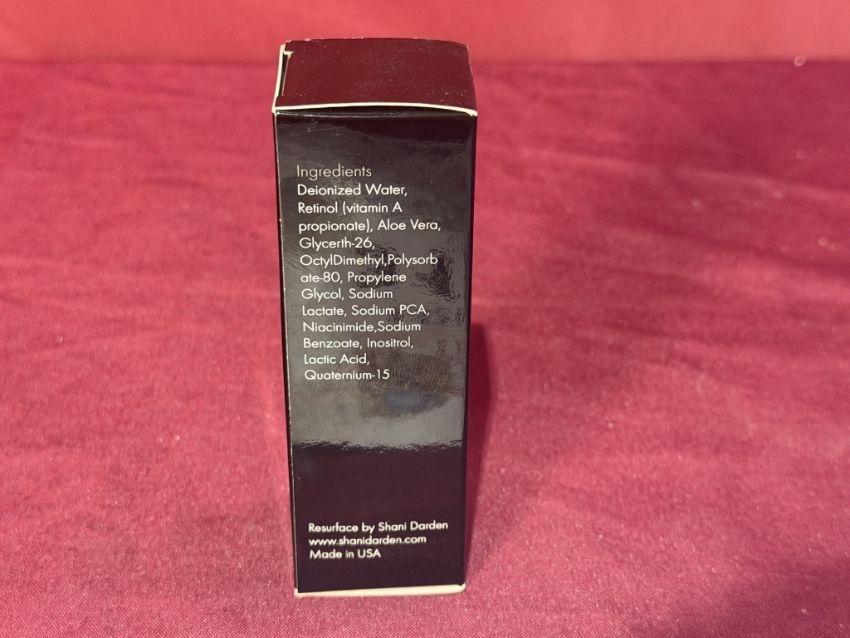 Ingredients
Deionized Water,
Retinol (vitamin A
propionate), Aloe Vera,
Glycerth-26,
OctylDimethyl,Polysorb
ate-80, Propylene
Glycol, Sodium
Lactate, Sodium PCA,
Niacinimide,Sodium
Benzoate, Inositrol,
Lactic Acid,
Quaternium-15
Resurface by Shani Darden
www.shanidarden.com
Made in USA